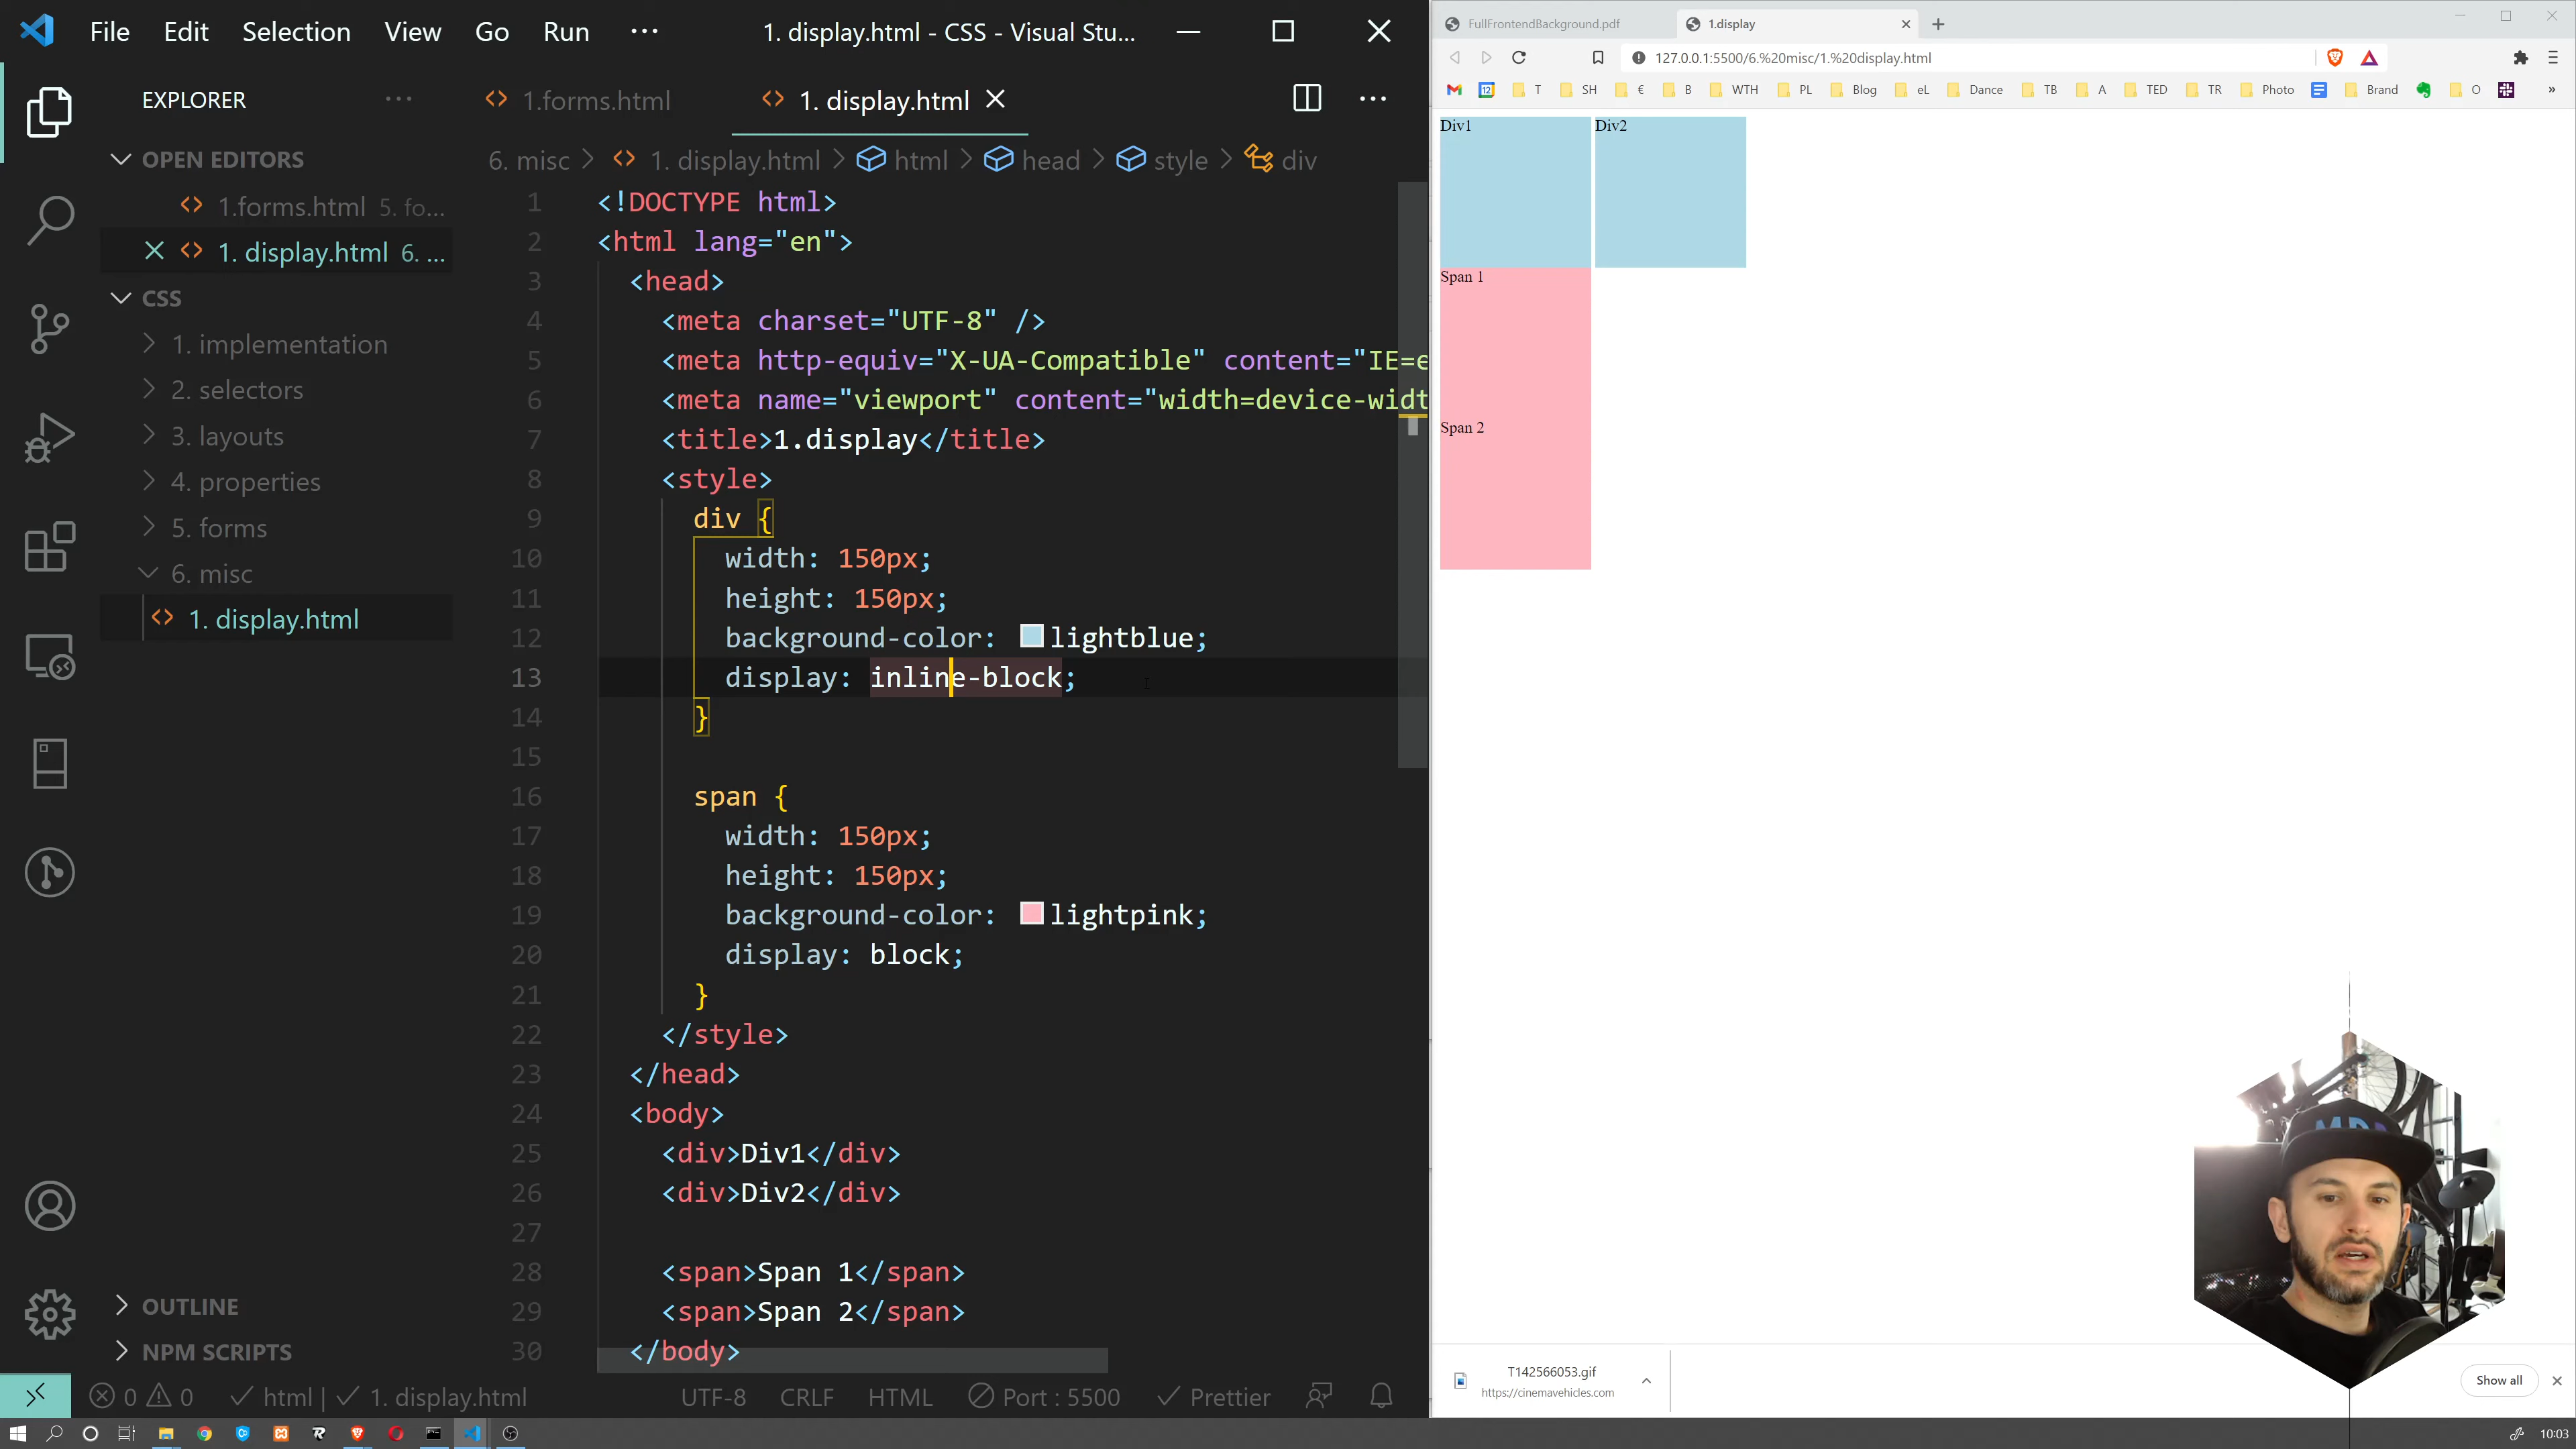 File Edit Selection View Go Run ··· 1. display.html - CSS - Visual Stu...
EXPLORER ···
OPEN EDITORS
1.forms.html 5. fo...
1. display.html 6. ...
CSS
1. implementation
2. selectors
3. layouts
4. properties
5. forms
6. misc
1. display.html
OUTLINE
NPM SCRIPTS
1.forms.html 1. display.html ···
6. misc > 1. display.html > html > head > style > div
1 <!DOCTYPE html>
2 <html lang="en">
3 <head>
4 <meta charset="UTF-8" />
5 <meta http-equiv="X-UA-Compatible" content="IE=e
6 <meta name="viewport" content="width=device-widt
7 <title>1.display</title>
8 <style>
9 div {
10 width: 150px;
11 height: 150px;
12 background-color: lightblue;
13 display: inline-block;
14 }
15
16 span {
17 width: 150px;
18 height: 150px;
19 background-color: lightpink;
20 display: block;
21 }
22 </style>
23 </head>
24 <body>
25 <div>Div1</div>
26 <div>Div2</div>
27
28 <span>Span 1</span>
29 <span>Span 2</span>
30 </body>
0 0 html | 1. display.html UTF-8 CRLF HTML Port : 5500 Prettier
FullFrontendBackground.pdf 1.display
127.0.0.1:5500/6.%20misc/1.%20display.html
12 T SH € B WTH PL Blog eL Dance TB A TED TR Photo Brand O »
Div1 Div2
Span 1
Span 2
T142566053.gif
https://cinemavehicles.com
Show all
10:03